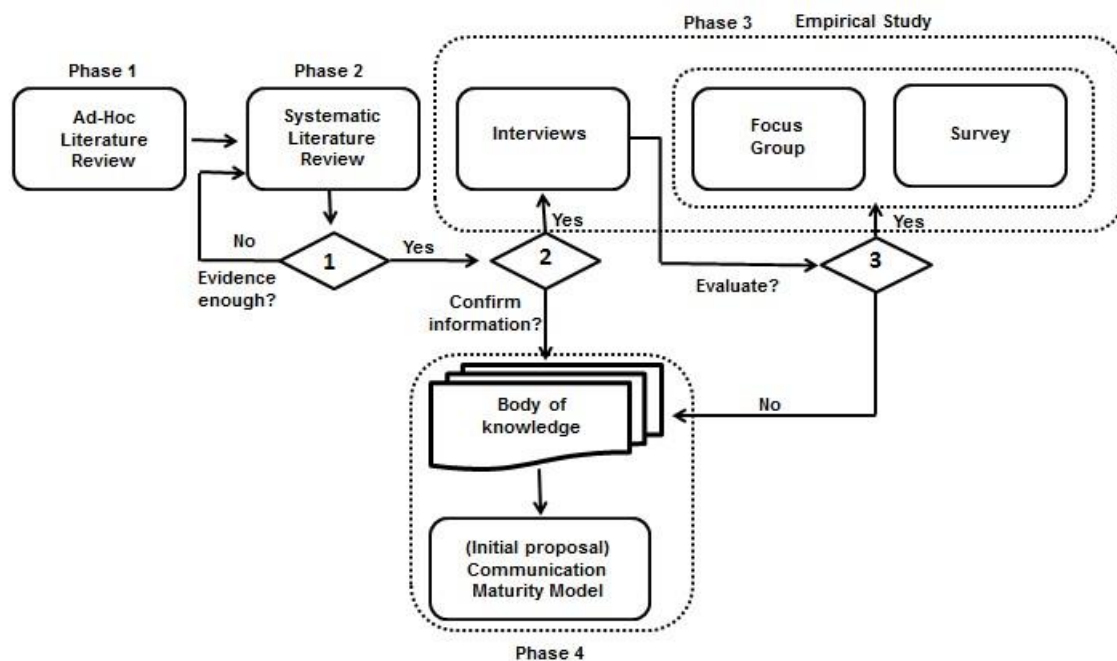 Phase 3 Empirical Study
Phase 1
Phase 2
Ad-Hoc
Literature
Review
Systematic
Literature
Review
Interviews
Focus
Group
Survey
No
Evidence
enough?
1
Yes
2
Yes
Confirm
information?
Evaluate?
3
Yes
No
Body of
knowledge
(Initial proposal)
Communication
Maturity Model
Phase 4